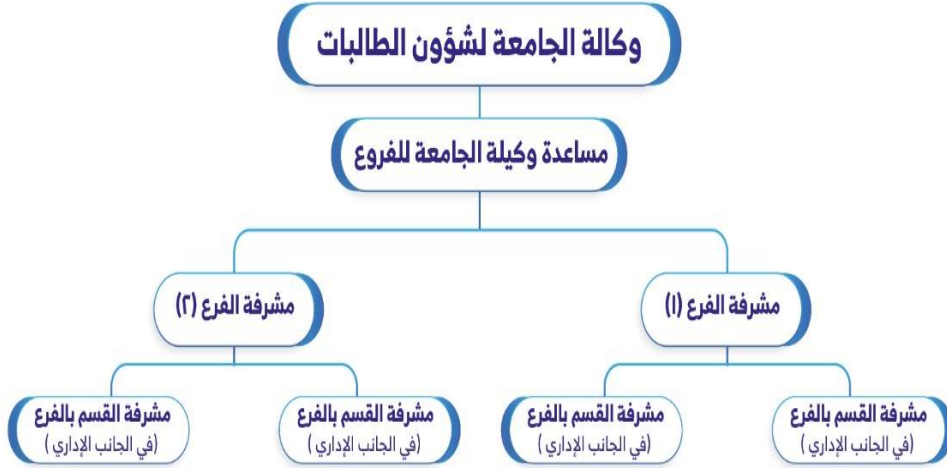 وكالة الجامعة لشؤون الطالبات
مساعدة وكيلة الجامعة للفروع
مشرفة الفرع (١)
مشرفة الفرع (٢)
مشرفة القسم بالفرع
(في الجانب الإداري )
مشرفة القسم بالفرع
(في الجانب الإداري )
مشرفة القسم بالفرع
(في الجانب الإداري )
مشرفة القسم بالفرع
(في الجانب الإداري )